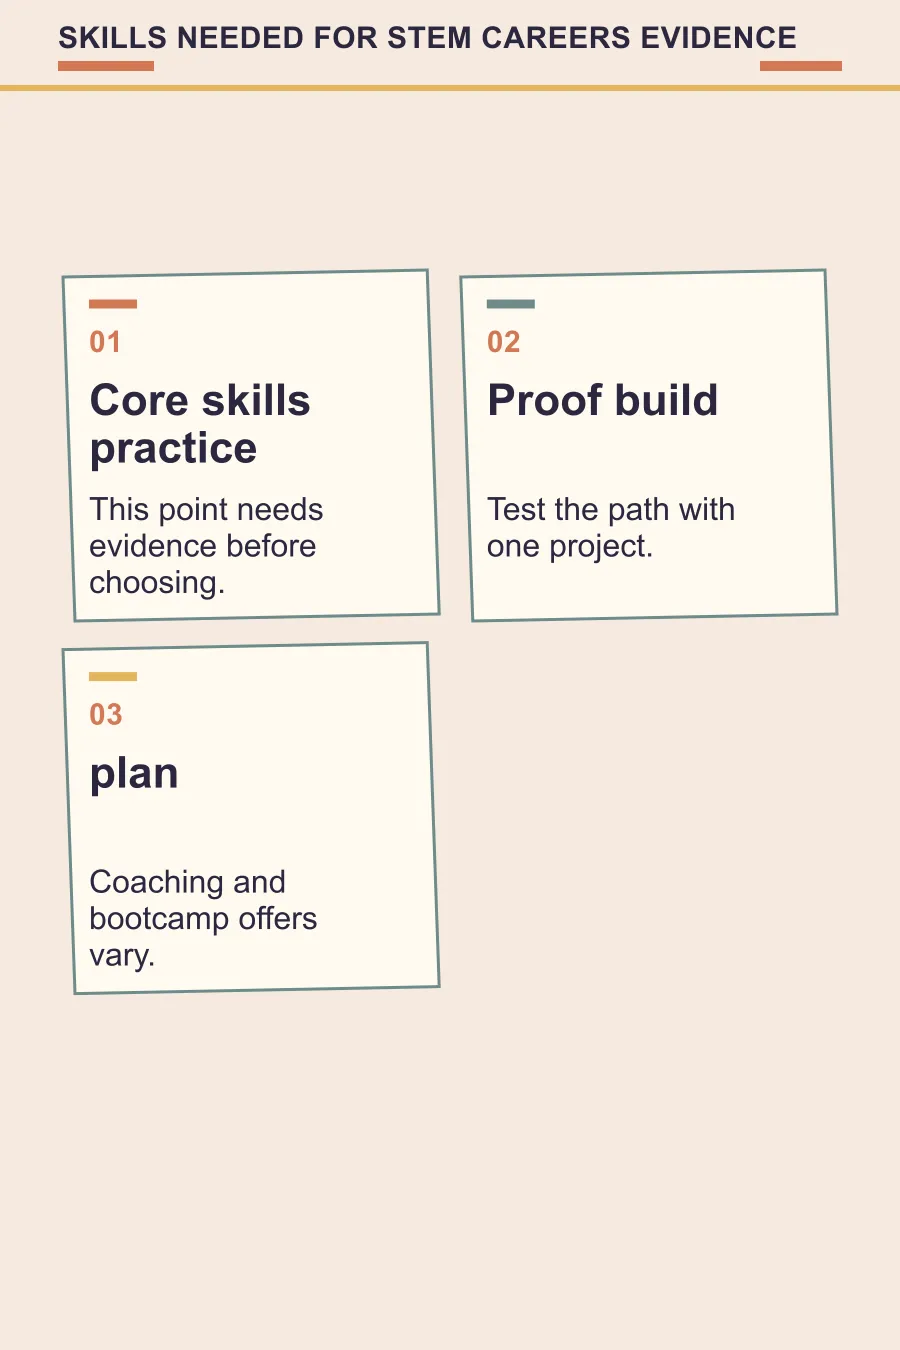 SKILLS NEEDED FOR STEM CAREERS EVIDENCE
01
Core skills
practice
This point needs
evidence before
choosing.
02
Proof build
Test the path with
one project.
03
plan
Coaching and
bootcamp offers
vary.